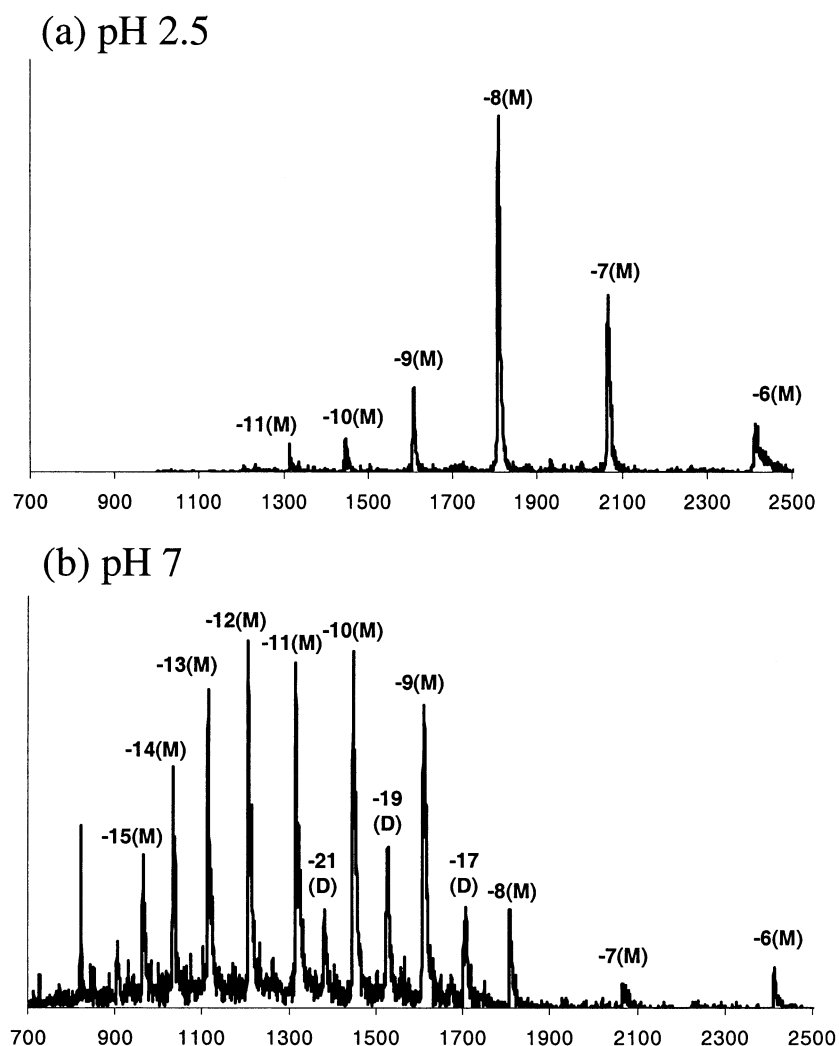 (a) pH 2.5
-8(M)
-7(M)
-9(M)
-6(M)
-11(M) -10(M)
700 900 1100 1300 1500 1700 1900 2100 2300 2500
(b) pH 7
-12(M)
-11(M) -10(M)
-13(M)
-9(M)
-14(M)
-19
(D)
-15(M)
-21
(D)
-17
(D)
-8(M)
-7(M)
-6(M)
700 900 1100 1300 1500 1700 1900 2100 2300 2500